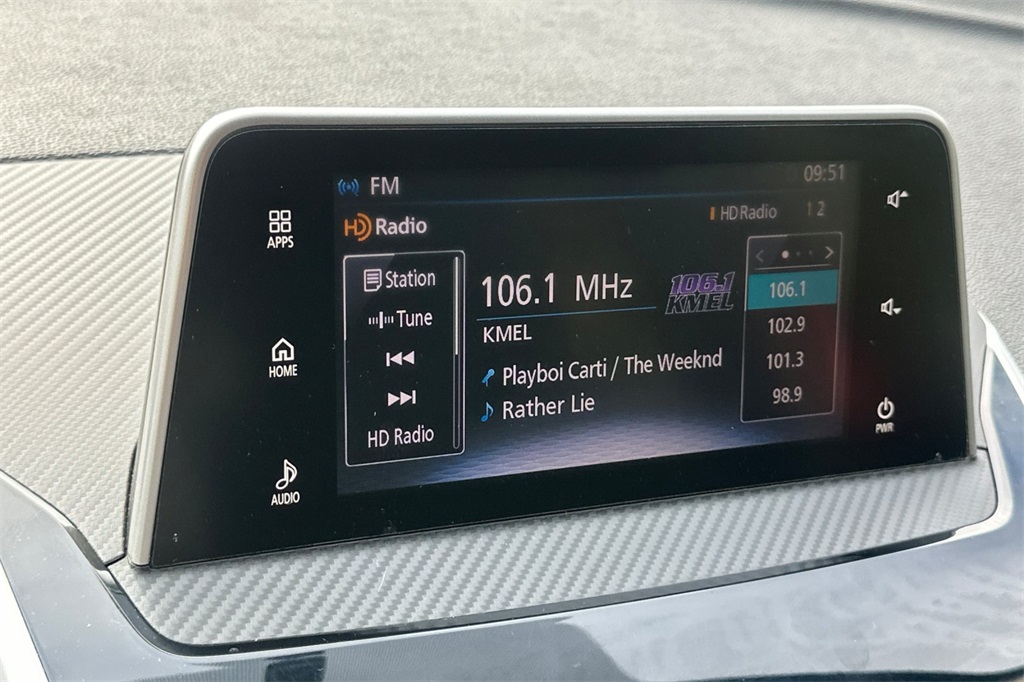 FM
09:51
HD Radio
HD Radio 1 2
APPS
HOME
AUDIO
Station
Tune
HD Radio
106.1 MHz
KMEL
106.1
KMEL
Playboi Carti / The Weeknd
Rather Lie
106.1
102.9
101.3
98.9
PWR